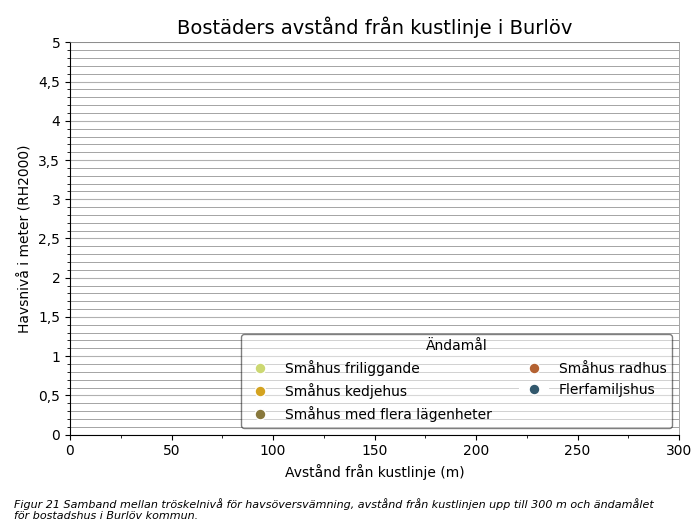 Bostäders avstånd från kustlinje i Burlöv
5
4,5
4
3,5
3
2,5
2
1,5
1
0,5
0
Havsnivå i meter (RH2000)
Ändamål
Småhus friliggande
Småhus kedjehus
Småhus med flera lägenheter
Småhus radhus
Flerfamiljshus
0 50 100 150 200 250 300
Avstånd från kustlinje (m)
Figur 21 Samband mellan tröskelnivå för havsöversvämning, avstånd från kustlinjen upp till 300 m och ändamålet
för bostadshus i Burlöv kommun.